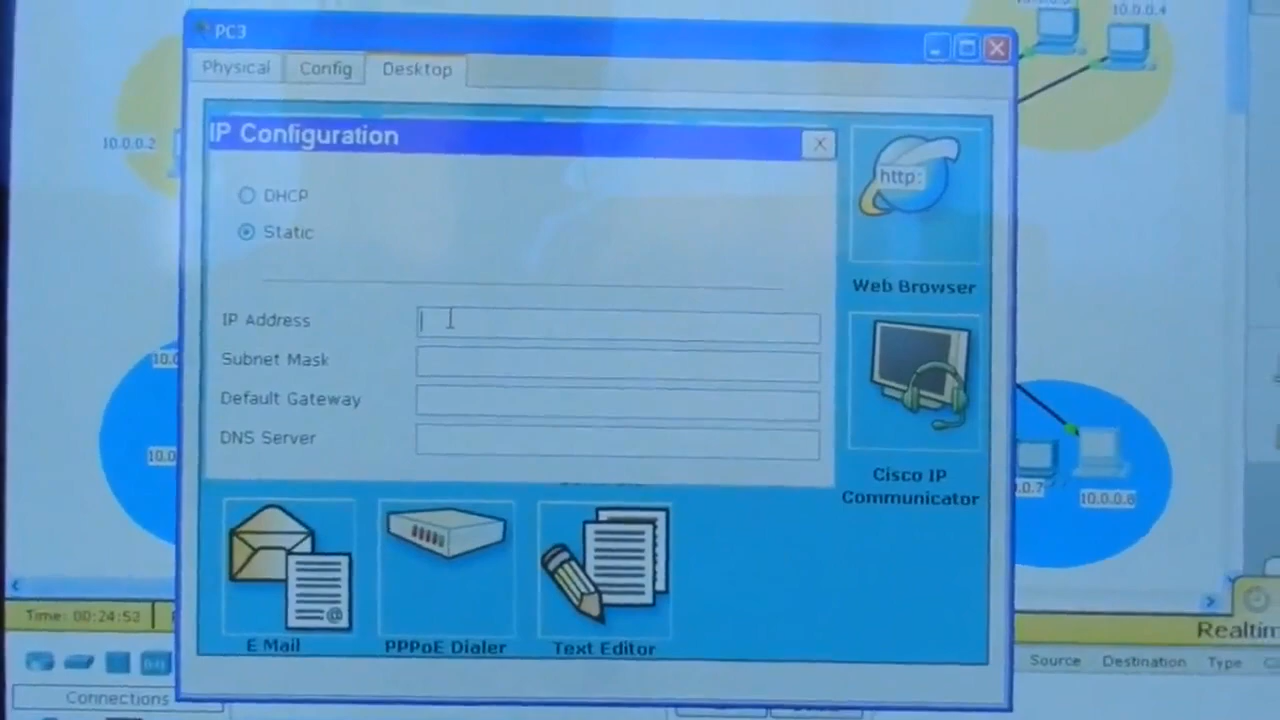 PC3
10.0.0.4
Physical
Config
Desktop
IP Configuration
10.0.0.2
http:
DHCP
Static
Web Browser
IP Address
Subnet Mask
Default Gateway
DNS Server
Cisco IP
Communicator
10.0.0.8
E Mail
PPPoE Dialer
Text Editor
Time: 00:24:52
Realtim
Source
Destination
Type
Connections